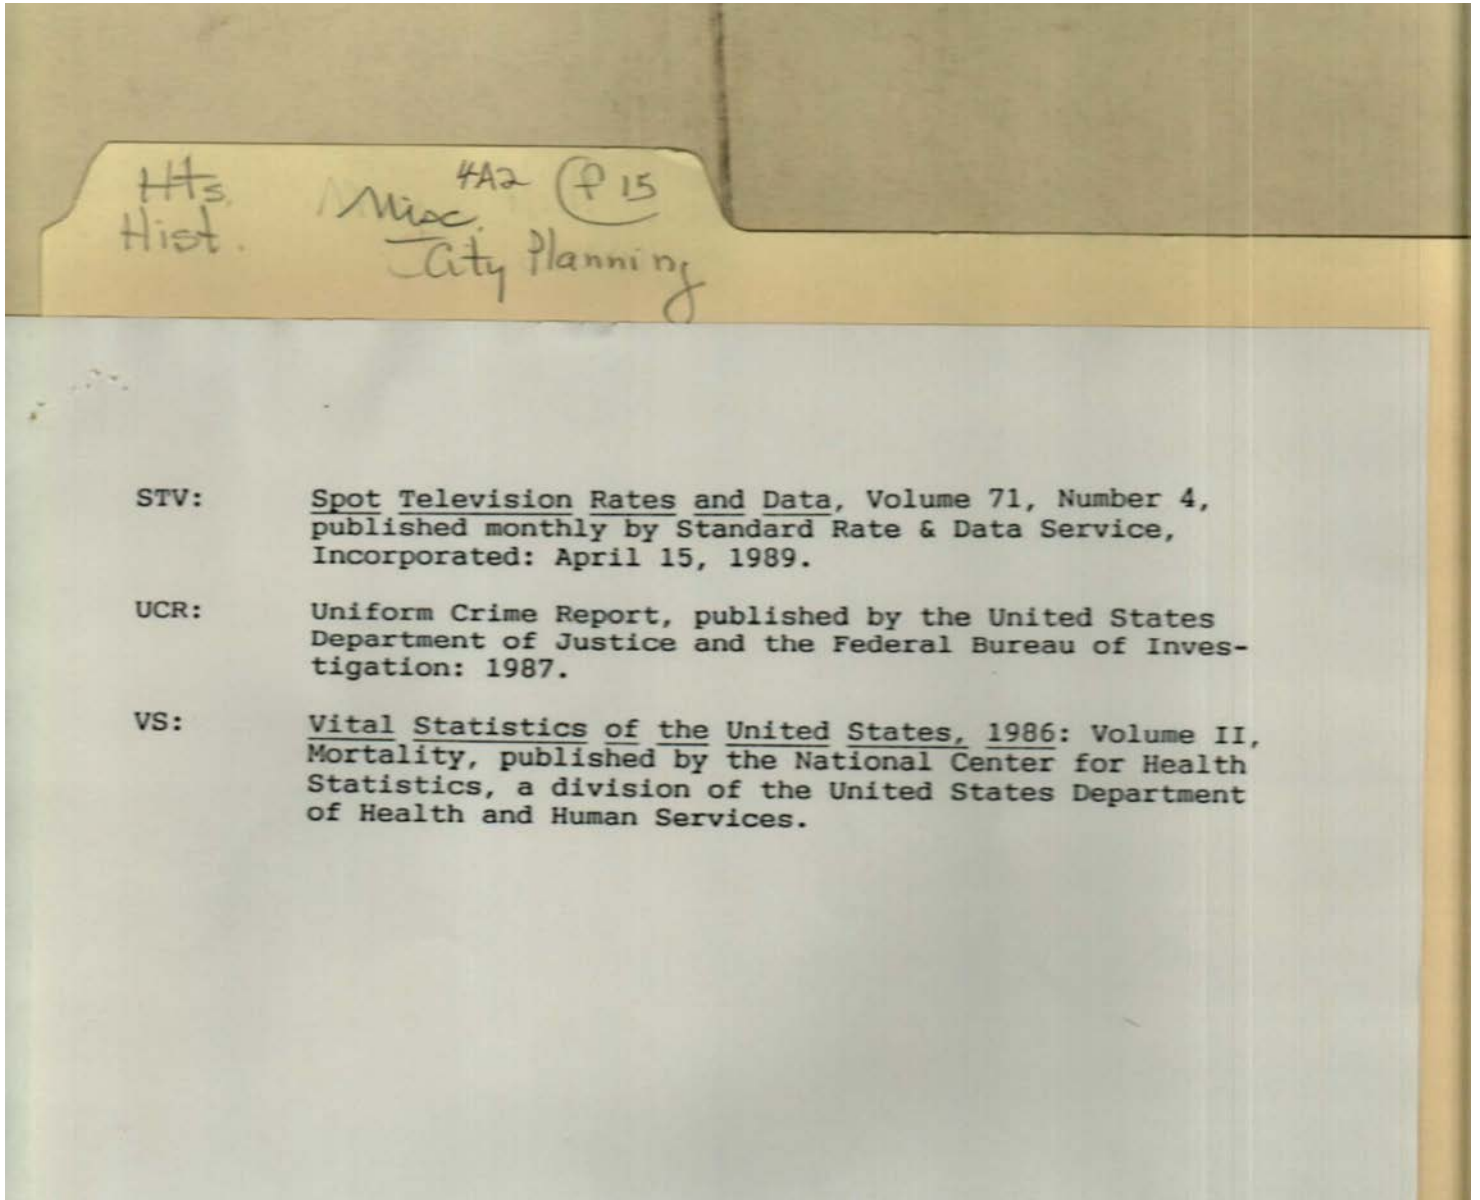 4A2 f 15
Hts. Misc.
Hist. City Planning
STV: Spot Television Rates and Data, Volume 71, Number 4,
published monthly by Standard Rate & Data Service,
Incorporated: April 15, 1989.
UCR: Uniform Crime Report, published by the United States
Department of Justice and the Federal Bureau of Inves-
tigation: 1987.
VS: Vital Statistics of the United States, 1986: Volume II,
Mortality, published by the National Center for Health
Statistics, a division of the United States Department
of Health and Human Services.